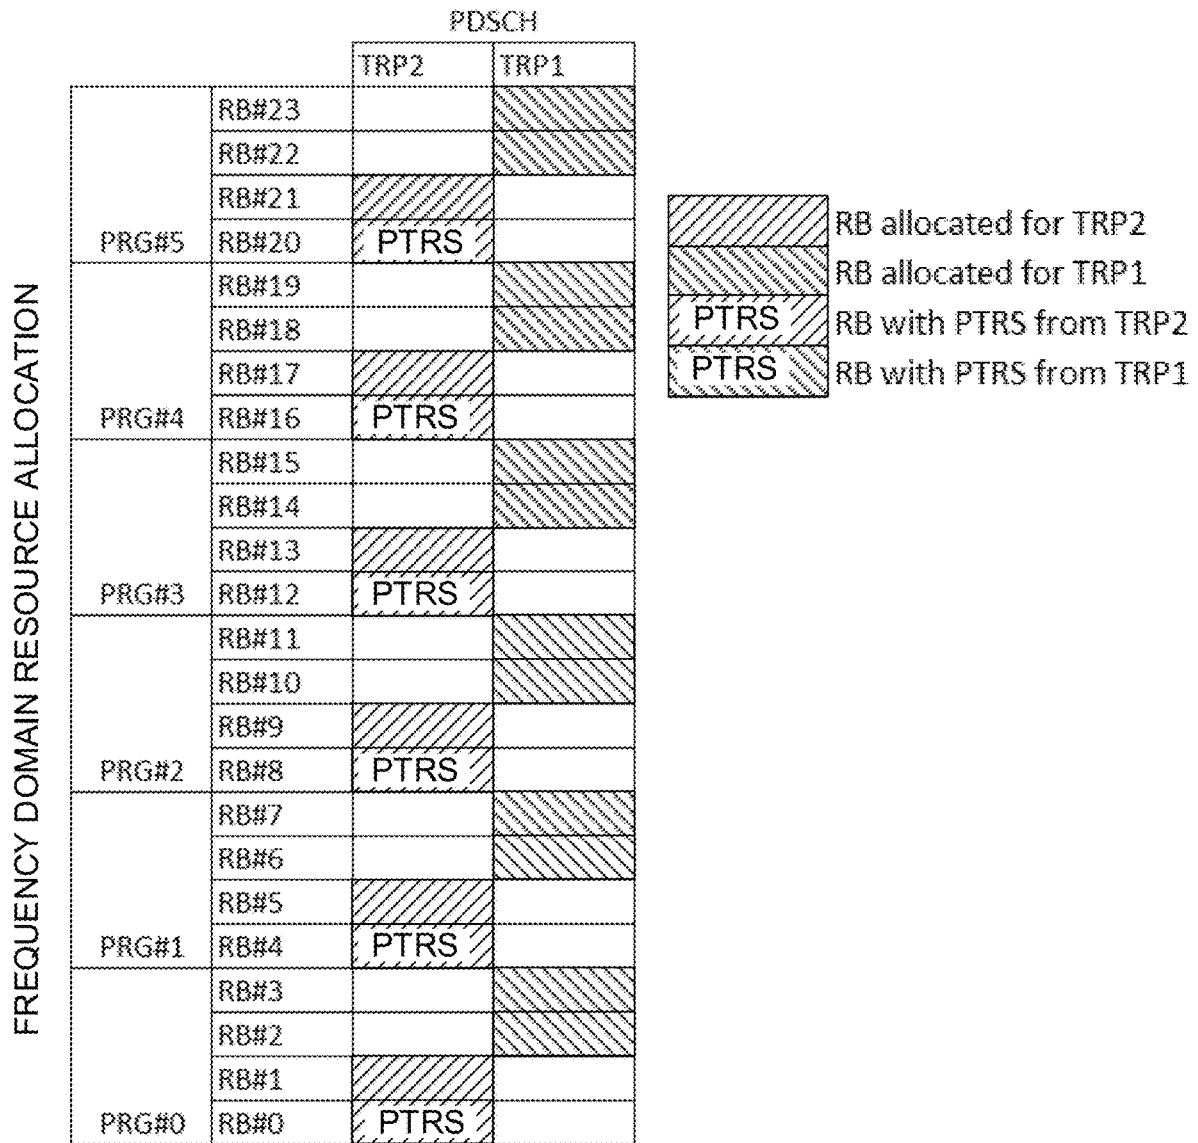 PDSCH
TRP2 TRP1
RB#23
RB#22
RB#21
PRG#5 RB#20 PTRS
RB#19
RB#18
RB#17
PRG#4 RB#16 PTRS
RB#15
RB#14
RB#13
PRG#3 RB#12 PTRS
RB#11
RB#10
RB#9
PRG#2 RB#8 PTRS
RB#7
RB#6
RB#5
PRG#1 RB#4 PTRS
RB#3
RB#2
RB#1
PRG#0 RB#0 PTRS
FREQUENCY DOMAIN RESOURCE ALLOCATION
RB allocated for TRP2
RB allocated for TRP1
PTRS RB with PTRS from TRP2
PTRS RB with PTRS from TRP1